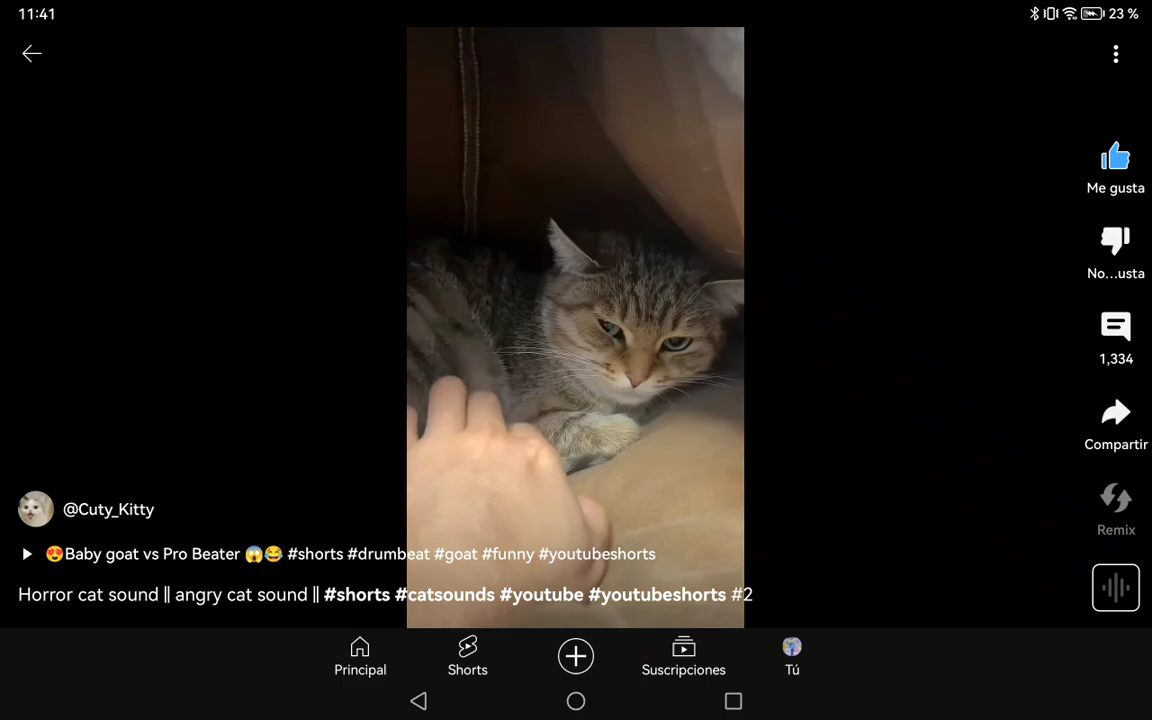 11:41
23 %
Me gusta
No...usta
1,334
Compartir
@Cuty_Kitty
😍Baby goat vs Pro Beater 😱😂 #shorts #drumbeat #goat #funny #youtubeshorts
Remix
Horror cat sound || angry cat sound || #shorts #catsounds #youtube #youtubeshorts #2
Principal
Shorts
Suscripciones
Tú